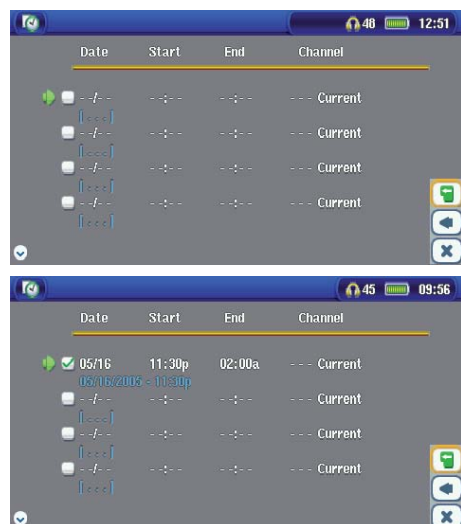 48 12:51
Date Start End Channel
--/-- --:-- --:-- --- Current
[---]
--/-- --:-- --:-- --- Current
[---]
--/-- --:-- --:-- --- Current
[---]
--/-- --:-- --:-- --- Current
[---]
45 09:56
Date Start End Channel
05/16 11:30p 02:00a --- Current
05/16/2005 - 11:30p
--/-- --:-- --:-- --- Current
[---]
--/-- --:-- --:-- --- Current
[---]
--/-- --:-- --:-- --- Current
[---]